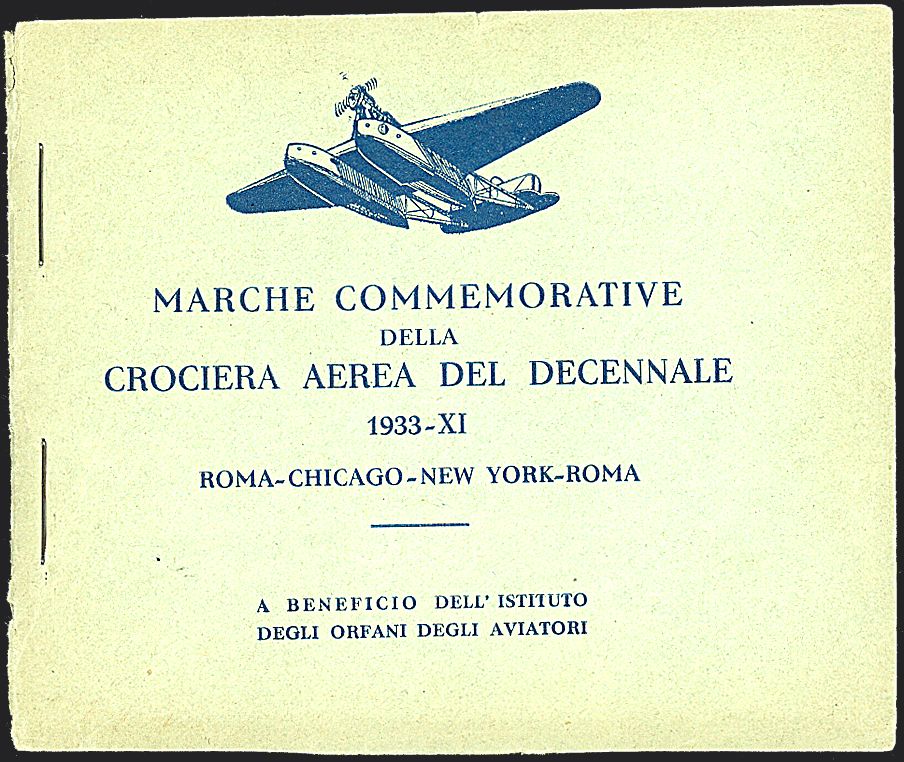 MARCHE COMMEMORATIVE
DELLA
CROCIERA AEREA DEL DECENNALE
1933-XI
ROMA-CHICAGO-NEW YORK-ROMA
A BENEFICIO DELL' ISTITUTO
DEGLI ORFANI DEGLI AVIATORI